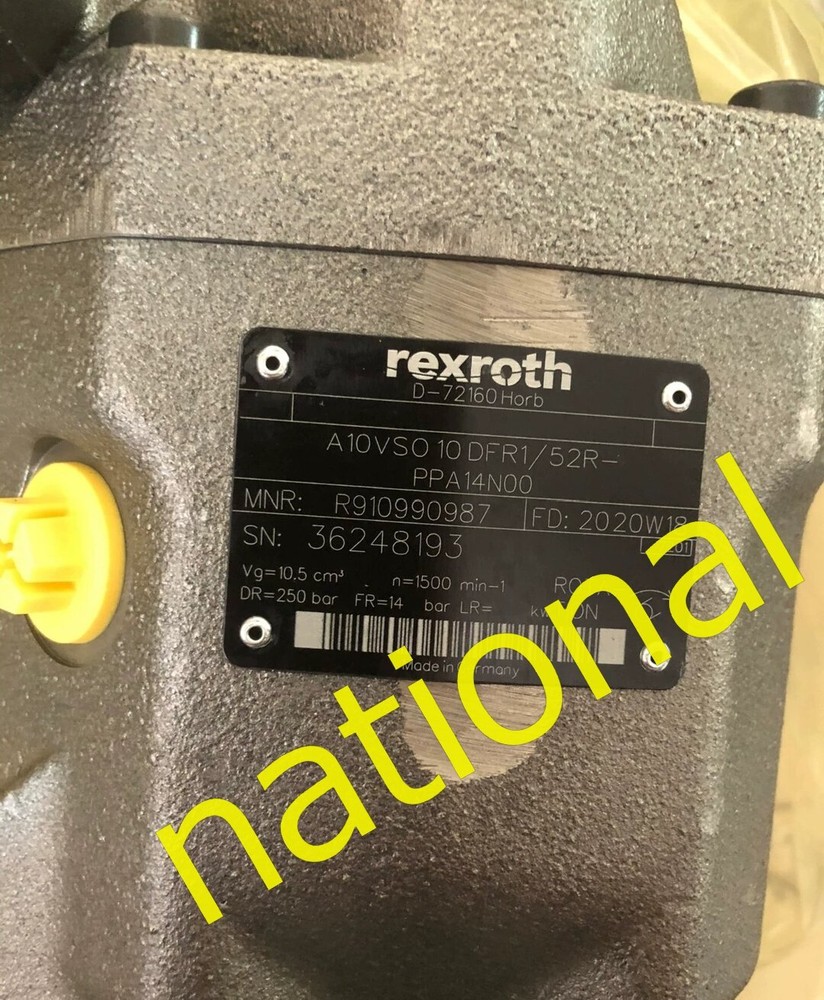 rexroth
D-72160 Horb
A10VSO 10 DFR1/52R-
PPA14N00
MNR: R910990987 FD: 2020W18
SN: 36248193
Vg=10.5 cm³ n=1500 min-1
DR=250 bar FR=14 bar LR=
Made in Germany
national